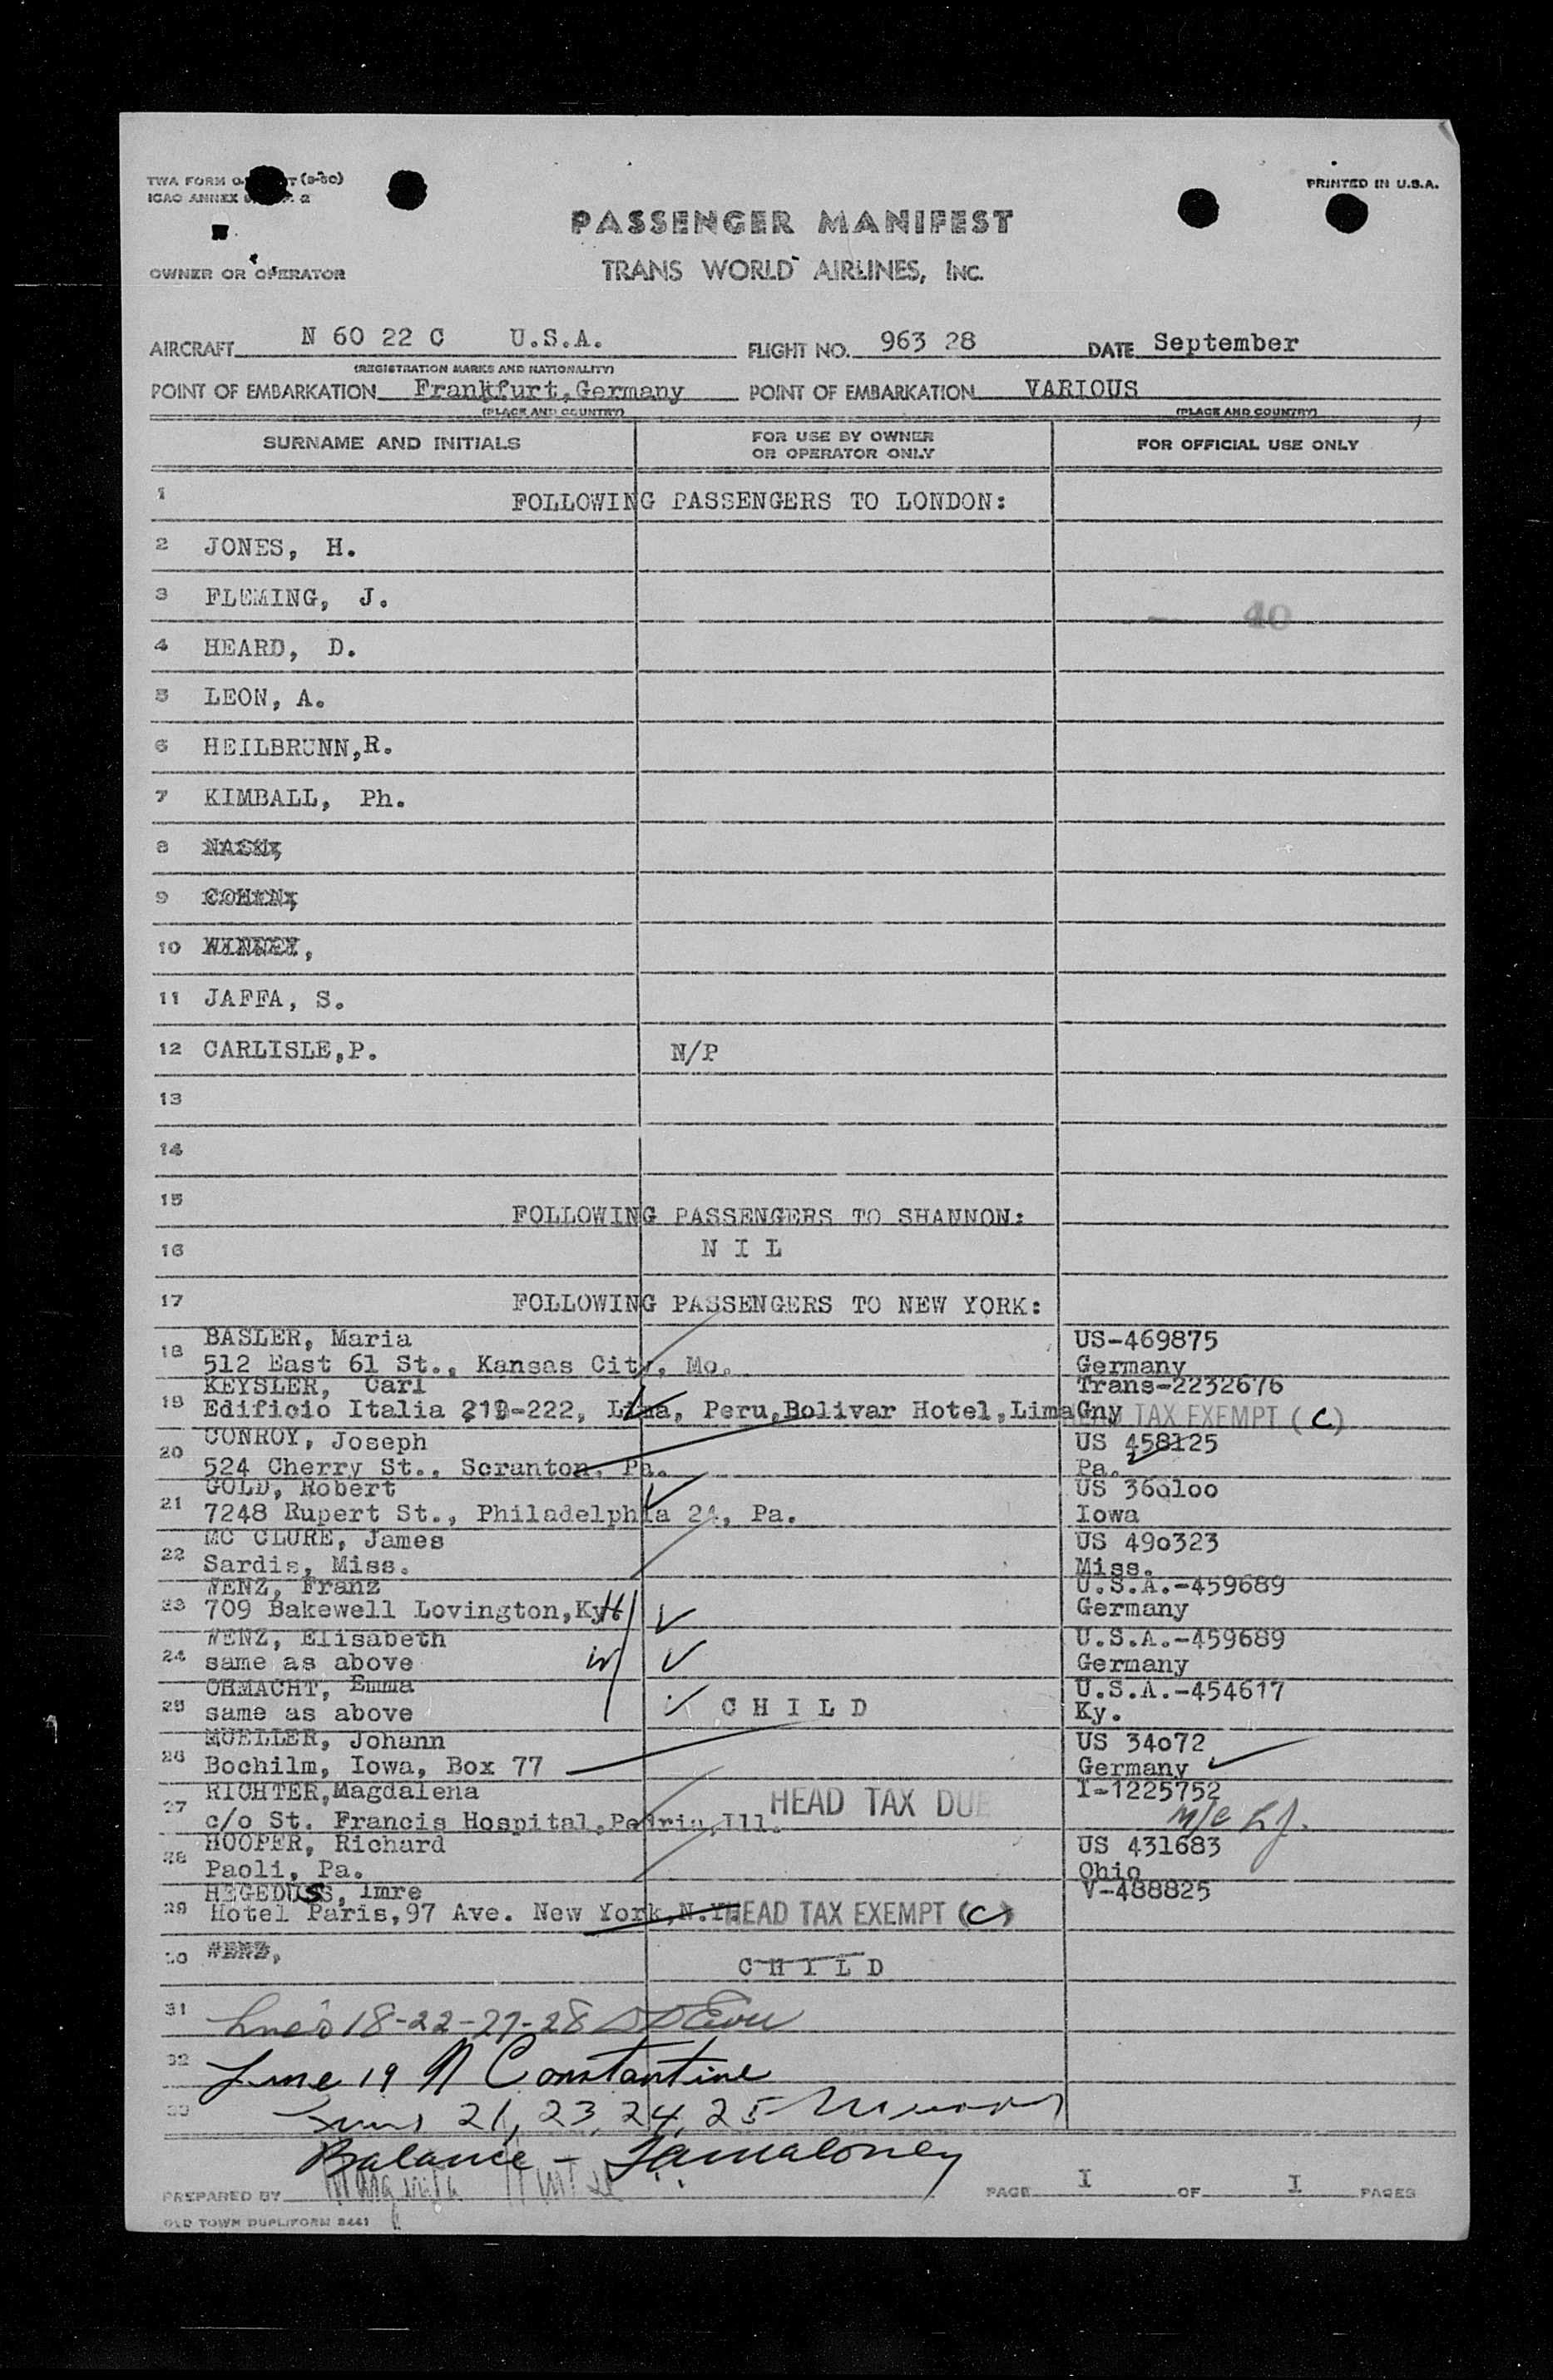 TWA FORM (3-50)
PRINTED IN U.S.A.
ICAO ANNEX 2
PASSENGER MANIFEST
OWNER OR OPERATOR
TRANS WORLD AIRLINES, INC.
AIRCRAFT N 60 22 C U.S.A. FLIGHT NO. 963 28 DATE September
(REGISTRATION MARKS AND NATIONALITY)
POINT OF EMBARKATION Frankfurt,Germany POINT OF EMBARKATION VARIOUS
(PLACE AND COUNTRY) (PLACE AND COUNTRY)
SURNAME AND INITIALS FOR USE BY OWNER OR OPERATOR ONLY FOR OFFICIAL USE ONLY
1 FOLLOWING PASSENGERS TO LONDON:
2 JONES, H.
3 FLEMING, J.
40
4 HEARD, D.
5 LEON, A.
6 HEILBRUNN,R.
7 KIMBALL, Ph.
8 NASH,
9 COHEN,
10
11 JAFFA, S.
12 CARLISLE,P. N/P
13
14
15 FOLLOWING PASSENGERS TO SHANNON:
16 N I L
17 FOLLOWING PASSENGERS TO NEW YORK:
18 BASLER, Maria US-469875
512 East 61 St., Kansas City, Mo. Germany
19 KEYSLER, Carl Trans-2232676
Edificio Italia 219-222, Lima, Peru,Bolivar Hotel,Lima Gny TAX EXEMPT (C)
20 CONROY, Joseph US 458125
524 Cherry St., Scranton, Pa. Pa.
21 GOLD, Robert US 360100
7248 Rupert St., Philadelphia 24, Pa. Iowa
22 MC CLURE, James US 490323
Sardis, Miss. Miss.
23 WENZ, Franz U.S.A.-459689
709 Bakewell Lovington,Ky. H Germany
24 WENZ, Elisabeth U.S.A.-459689
same as above W Germany
25 OHMACHT, Emma U.S.A.-454617
same as above C H I L D Ky.
26 MUELLER, Johann US 34072
Bochilm, Iowa, Box 77 Germany
27 RICHTER,Magdalena HEAD TAX DUE I-1225752
c/o St. Francis Hospital,Peoria,Ill.
28 HOOPER, Richard US 431683
Paoli, Pa. Ohio
29 HEGEDUSS, Imre V-488825
Hotel Paris,97 Ave. New York,N.Y. HEAD TAX EXEMPT (C)
30 WENZ, C H I L D
31 Line's 18-22-27-28
32 Line 19 N Constantine
33 Lines 21, 23, 24, 25
Balance -
PREPARED BY PAGE I OF I PAGES
OLD TOWN DUPLIFORM 8441